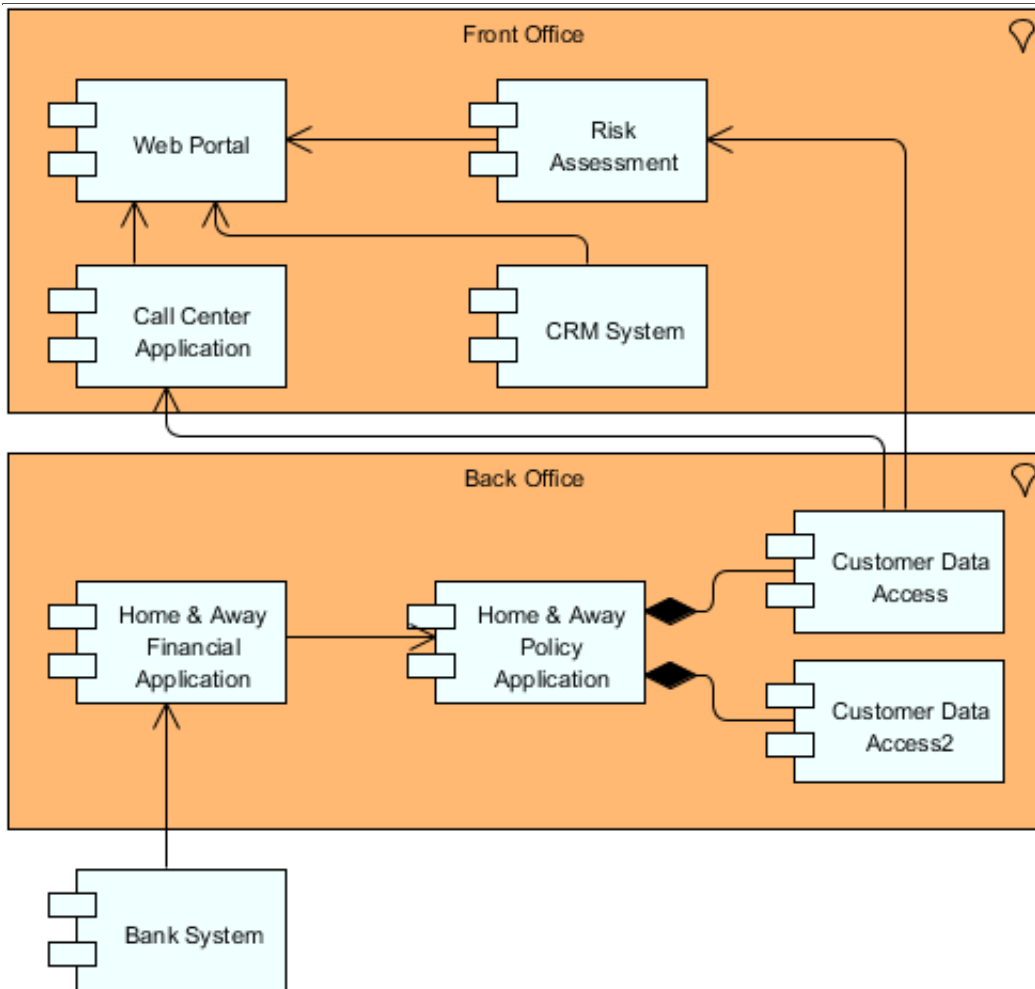 Front Office
Web Portal
Risk
Assessment
Call Center
Application
CRM System
Back Office
Customer Data
Access
Home & Away
Financial
Application
Home & Away
Policy
Application
Customer Data
Access2
Bank System